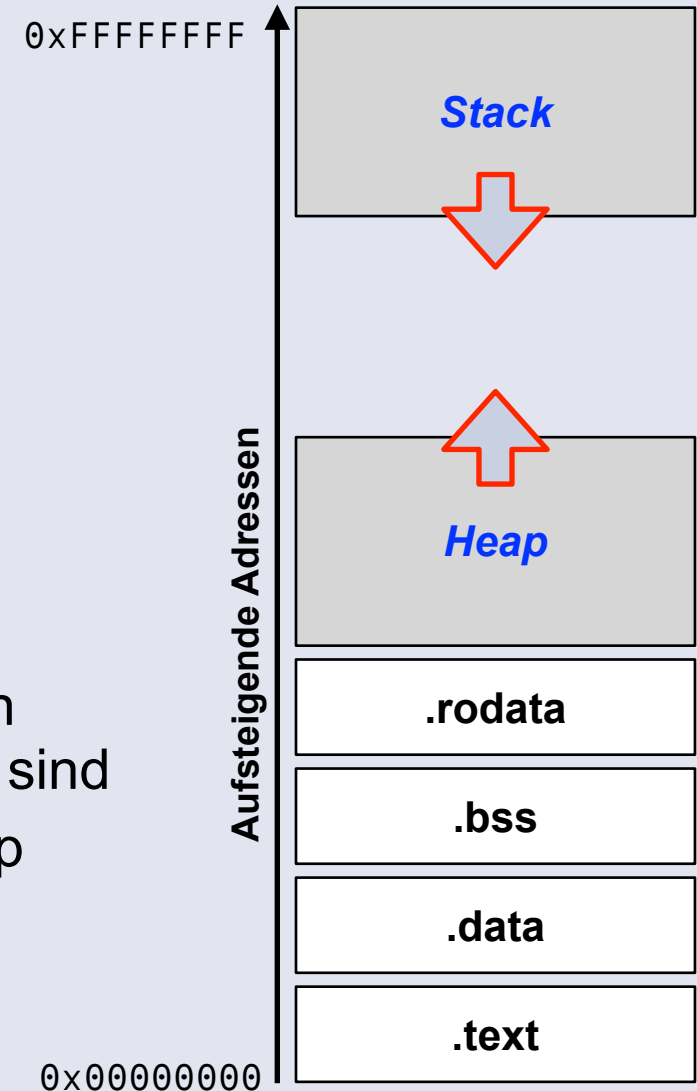 0xFFFFFFFF
Stack
Aufsteigende Adressen
Heap
.rodata
sind
.bss
.data
.text
0x00000000